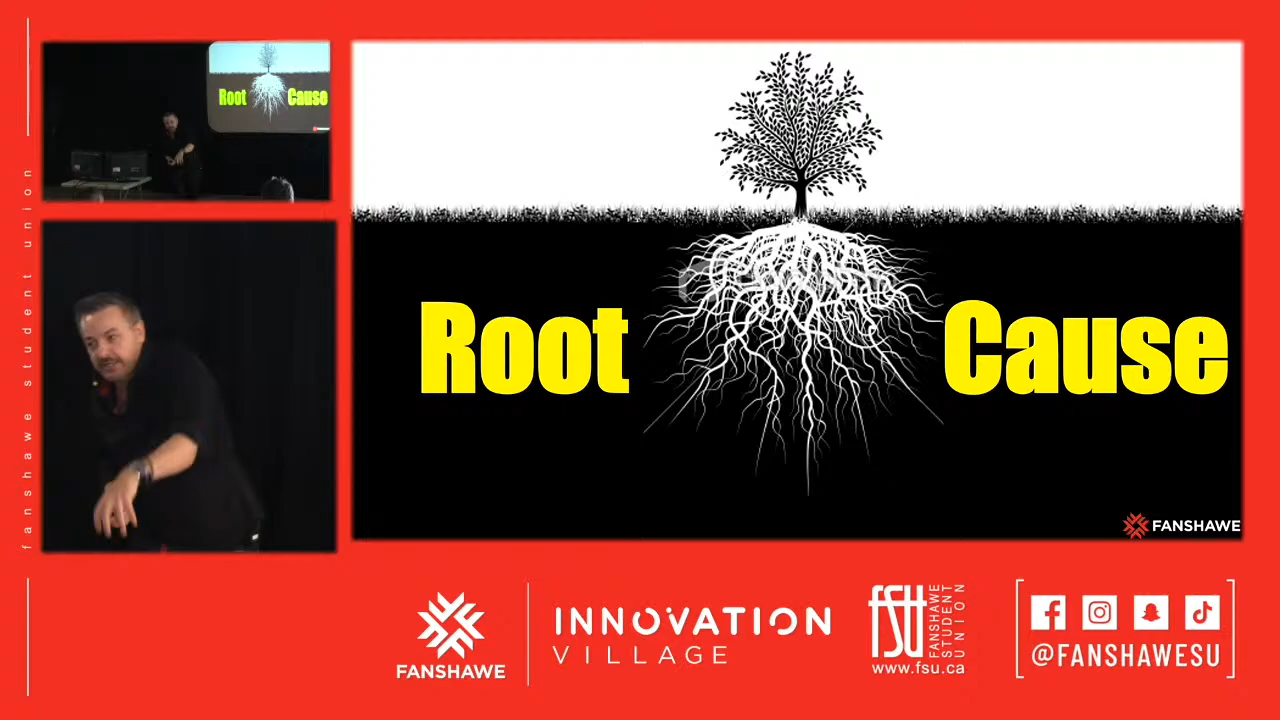 fanshawe student union
Root Cause
Root Cause
FANSHAWE
FANSHAWE
INNOVATION
VILLAGE
fsu
FANSHAWE
STUDENT
UNION
www.fsu.ca
@FANSHAWESU